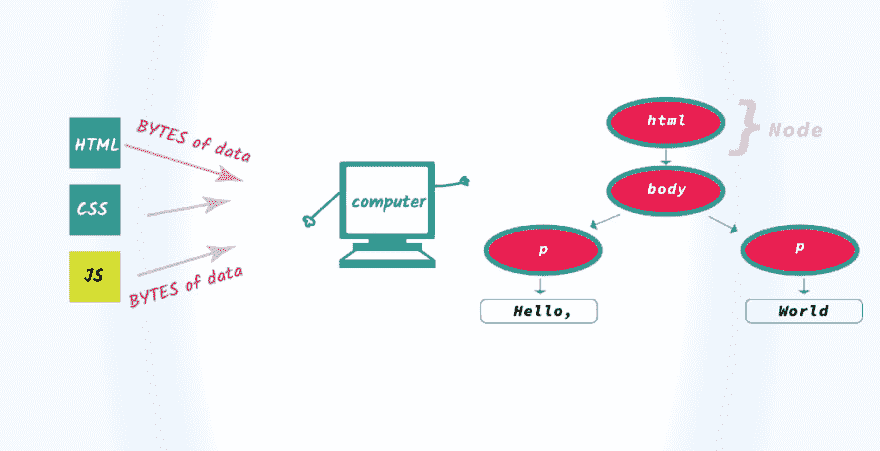 HTML
BYTES of data
CSS
JS
BYTES of data
computer
html
} Node
body
p
p
Hello,
World